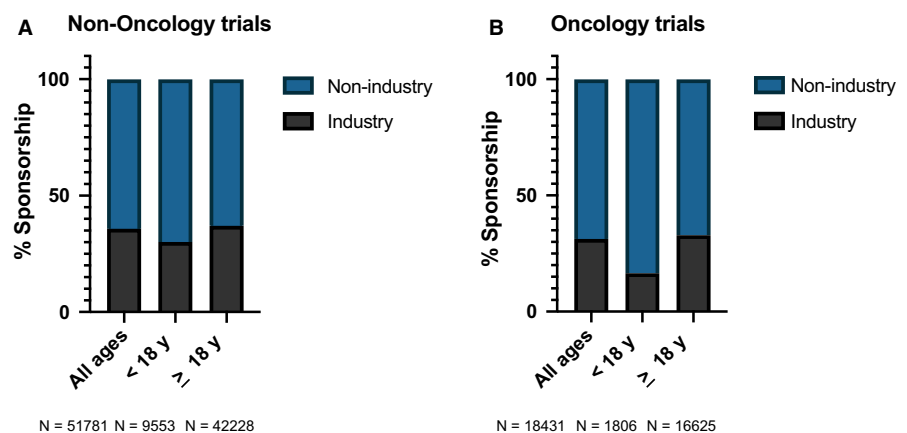 A Non-Oncology trials
100
50
0
% Sponsorship
Non-industry
Industry
All ages
< 18 y
≥ 18 y
N = 51781 N = 9553 N = 42228
B Oncology trials
100
50
0
% Sponsorship
Non-industry
Industry
All ages
< 18 y
≥ 18 y
N = 18431 N = 1806 N = 16625